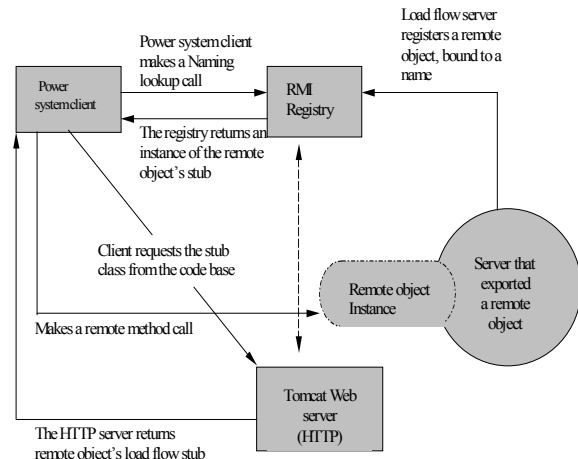 Load flow server
registers a remote
object, bound to a
name
Power system client
makes a Naming
lookup call
Power
system client
RMI
Registry
The registry returns an
instance of the remote
object's stub
Client requests the stub
class from the code base
Remote object
Instance
Server that
exported
a remote
object
Makes a remote method call
Tomcat Web
server
(HTTP)
The HTTP server returns
remote object's load flow stub